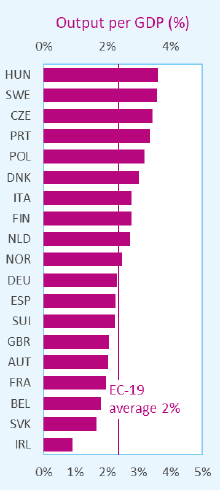 Output per GDP (%)
0% 2% 4%
HUN
SWE
CZE
PRT
POL
DNK
ITA
FIN
NLD
NOR
DEU
ESP
SUI
GBR
AUT
FRA
EC-19
BEL
average 2%
SVK
IRL
0% 1% 2% 3% 4% 5%